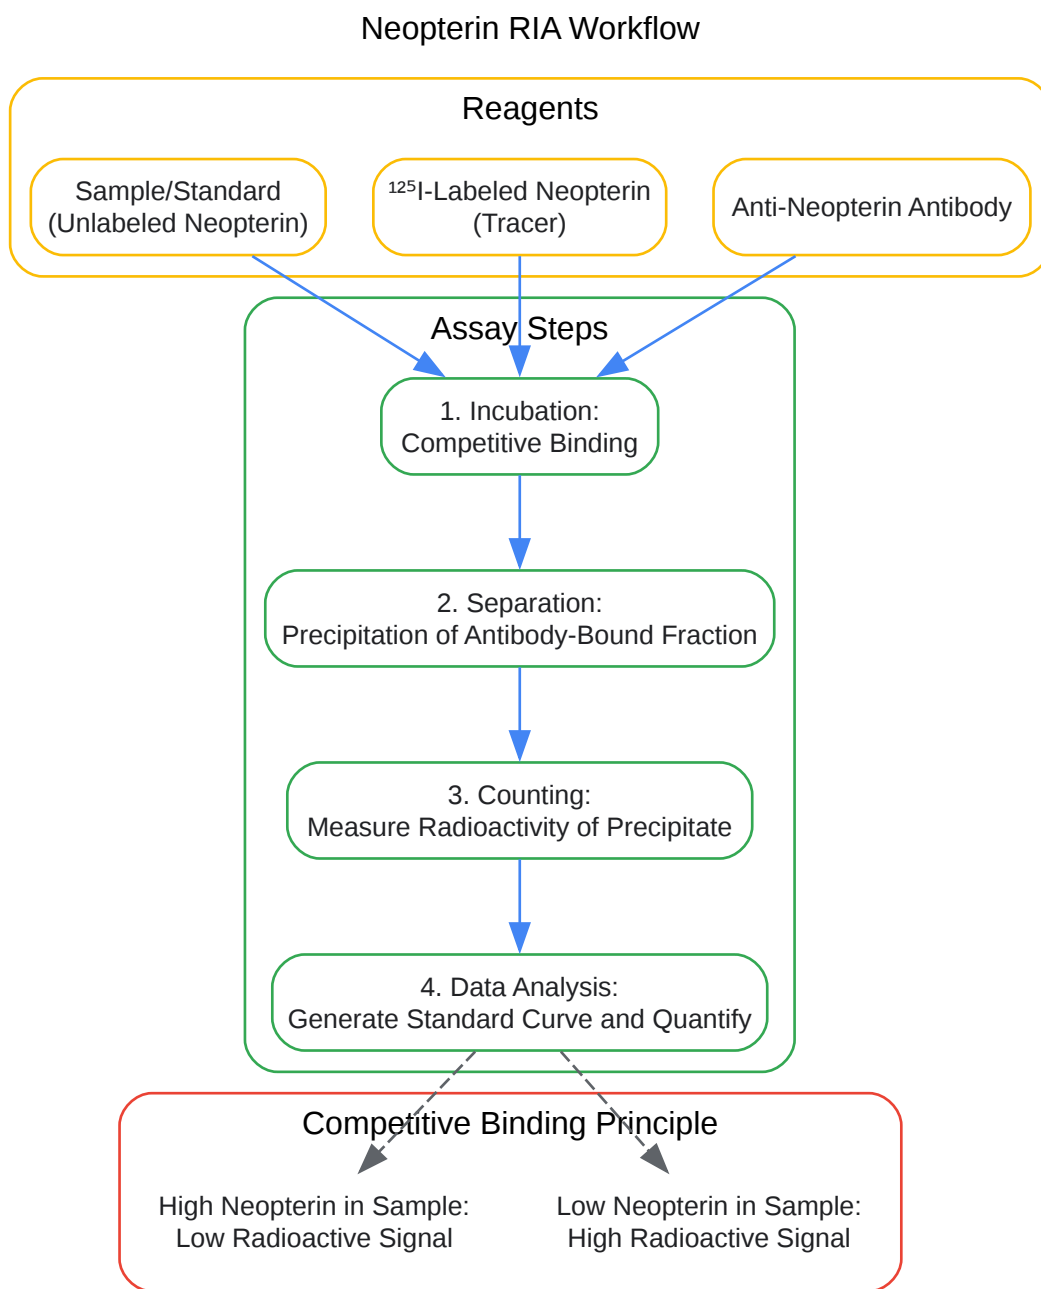 Neopterin RIA Workflow
Reagents
Sample/Standard
(Unlabeled Neopterin)
¹²⁵I-Labeled Neopterin
(Tracer)
Anti-Neopterin Antibody
Assay Steps
1. Incubation:
Competitive Binding
2. Separation:
Precipitation of Antibody-Bound Fraction
3. Counting:
Measure Radioactivity of Precipitate
4. Data Analysis:
Generate Standard Curve and Quantify
Competitive Binding Principle
High Neopterin in Sample:
Low Radioactive Signal
Low Neopterin in Sample:
High Radioactive Signal